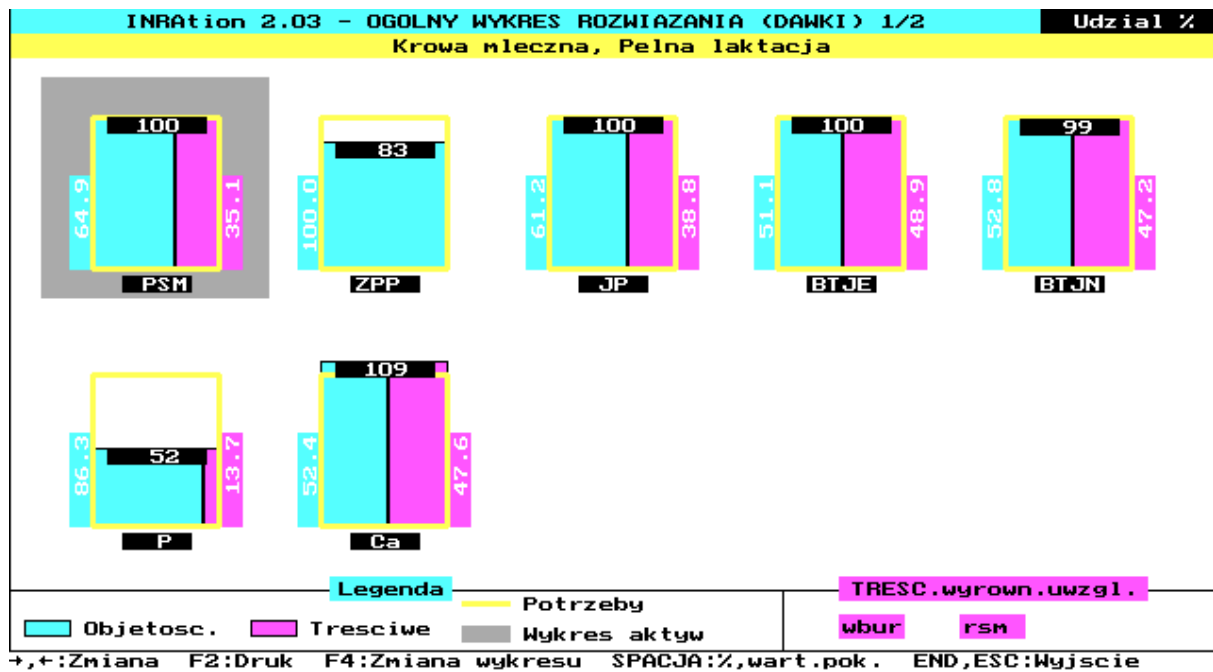 INRAtion 2.03 - OGOLNY WYKRES ROZWIAZANIA (DAWKI) 1/2 Udzial %
Krowa mleczna, Pelna laktacja
100 83 100 100 99
64.9 35.1 100.0 61.2 38.8 51.1 48.9 52.8 47.2
PSM ZPP JP BTJE BTJN
52 109
86.3 13.7 52.4 47.6
P Ca
Legenda TRESC.wyrown.uwzgl.
Potrzeby
Objetosc. Tresciwe Wykres aktyw wbur rsm
→,←:Zmiana F2:Druk F4:Zmiana wykresu SPACJA:%,wart.pok. END,ESC:Wyjscie